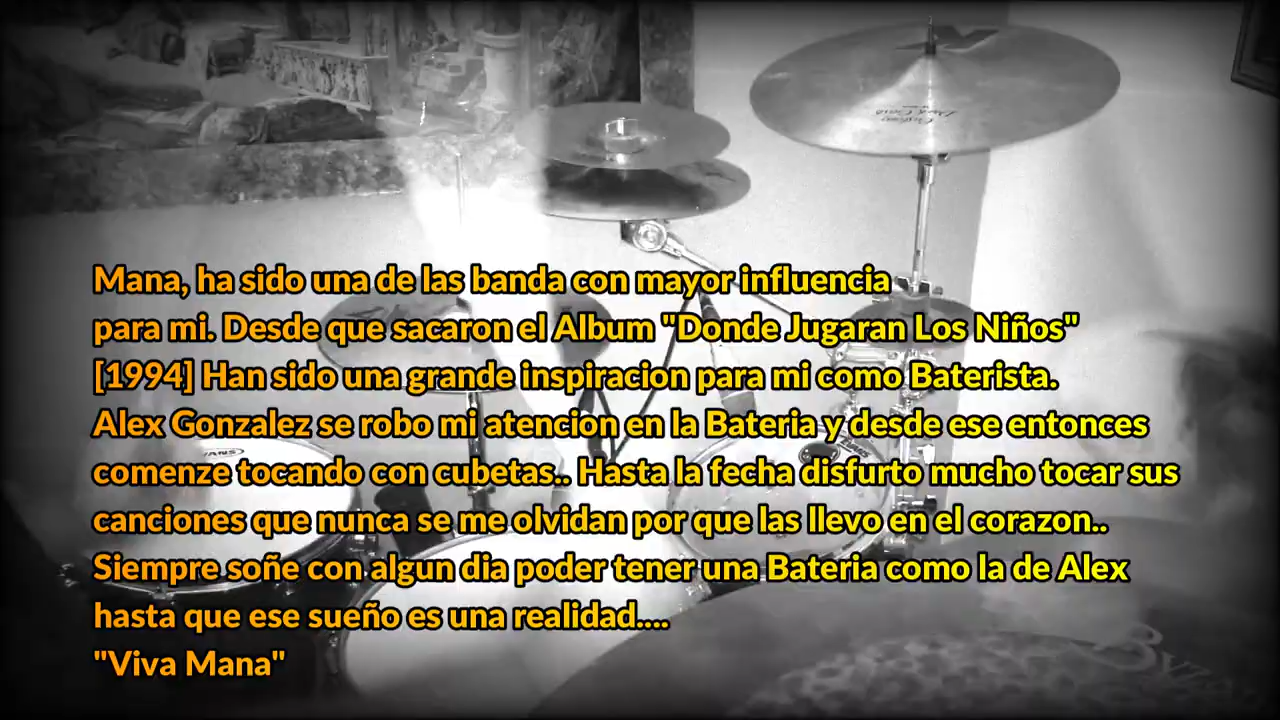 Mana, ha sido una de las banda con mayor influencia
para mi. Desde que sacaron el Album "Donde Jugaran Los Niños"
[1994] Han sido una grande inspiracion para mi como Baterista.
Alex Gonzalez se robo mi atencion en la Bateria y desde ese entonces
comenze tocando con cubetas.. Hasta la fecha disfurto mucho tocar sus
canciones que nunca se me olvidan por que las llevo en el corazon..
Siempre soñe con algun dia poder tener una Bateria como la de Alex
hasta que ese sueño es una realidad....
"Viva Mana"